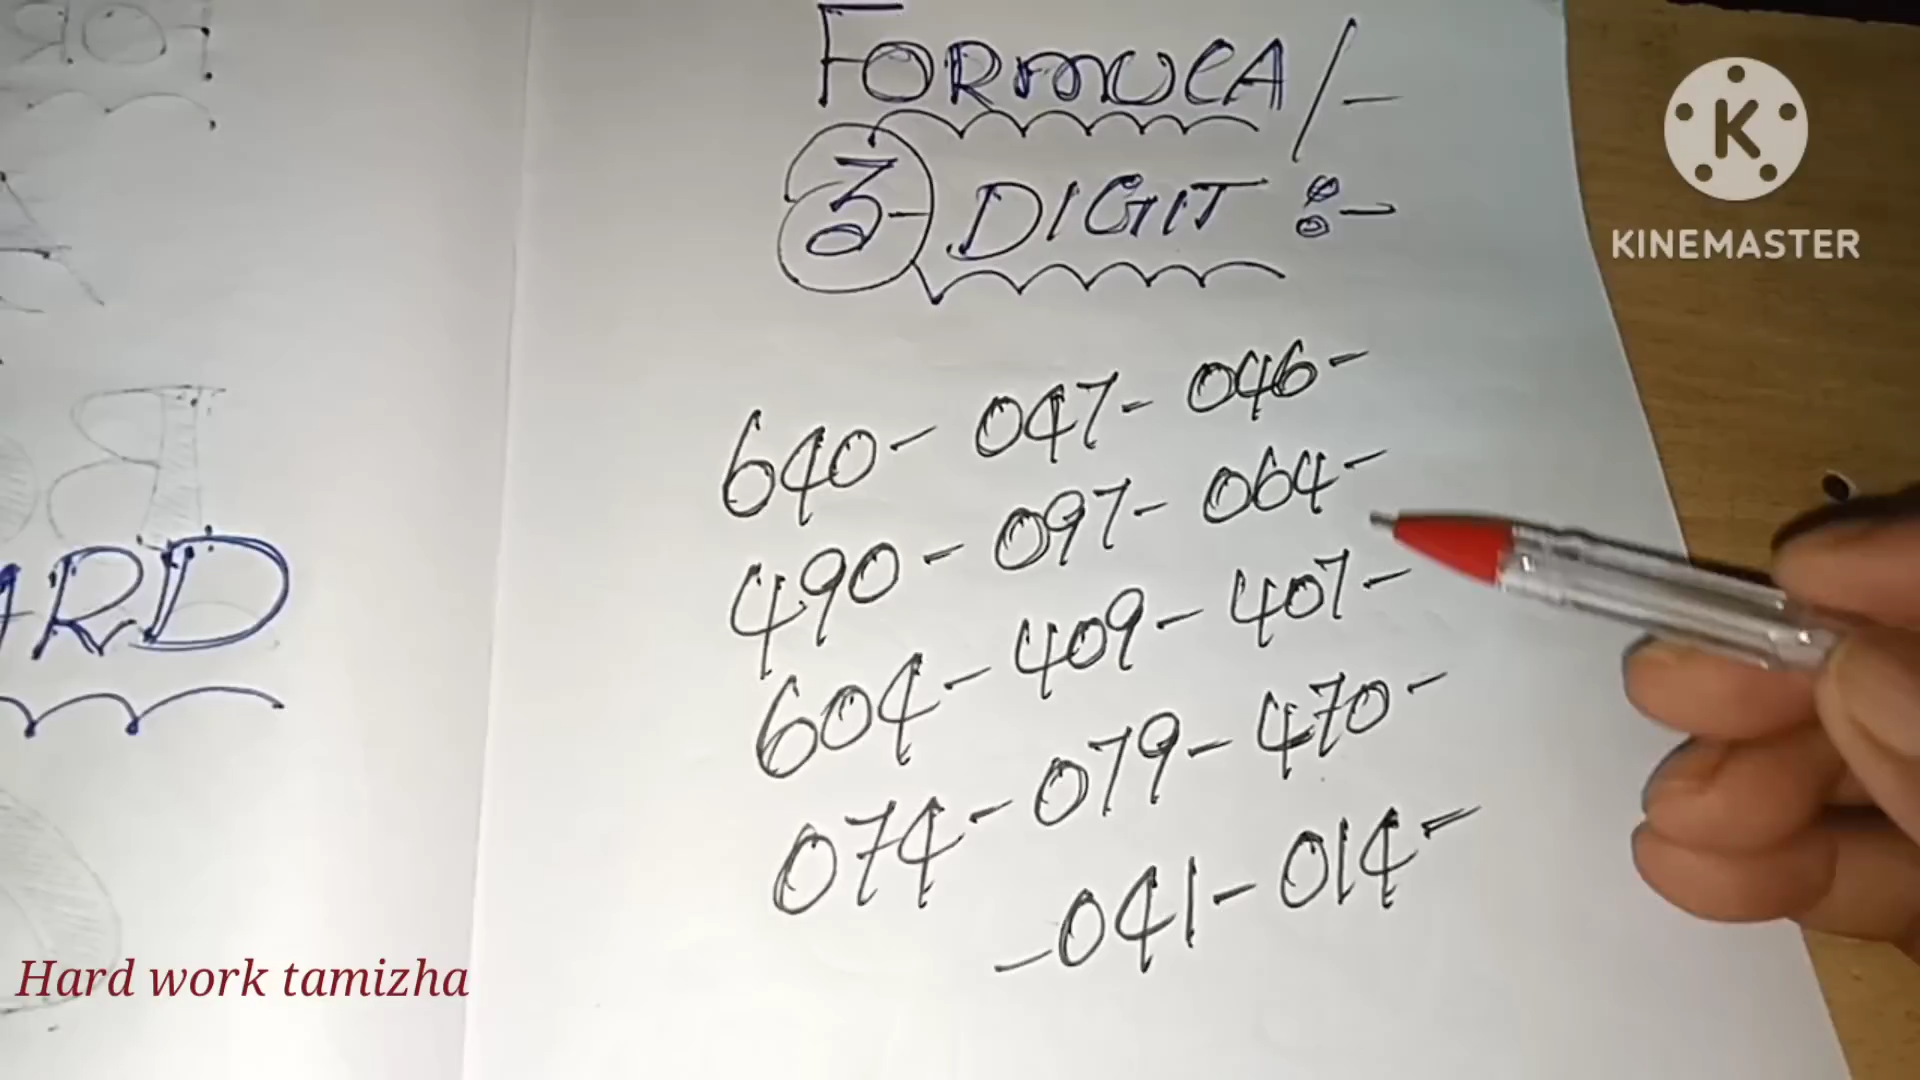 FORMULA/-
3-DIGIT :-
640- 047- 046-
490- 097- 064-
604- 409- 407-
074- 079- 470-
-041- 014-
ARD
K
KINEMASTER
Hard work tamizha